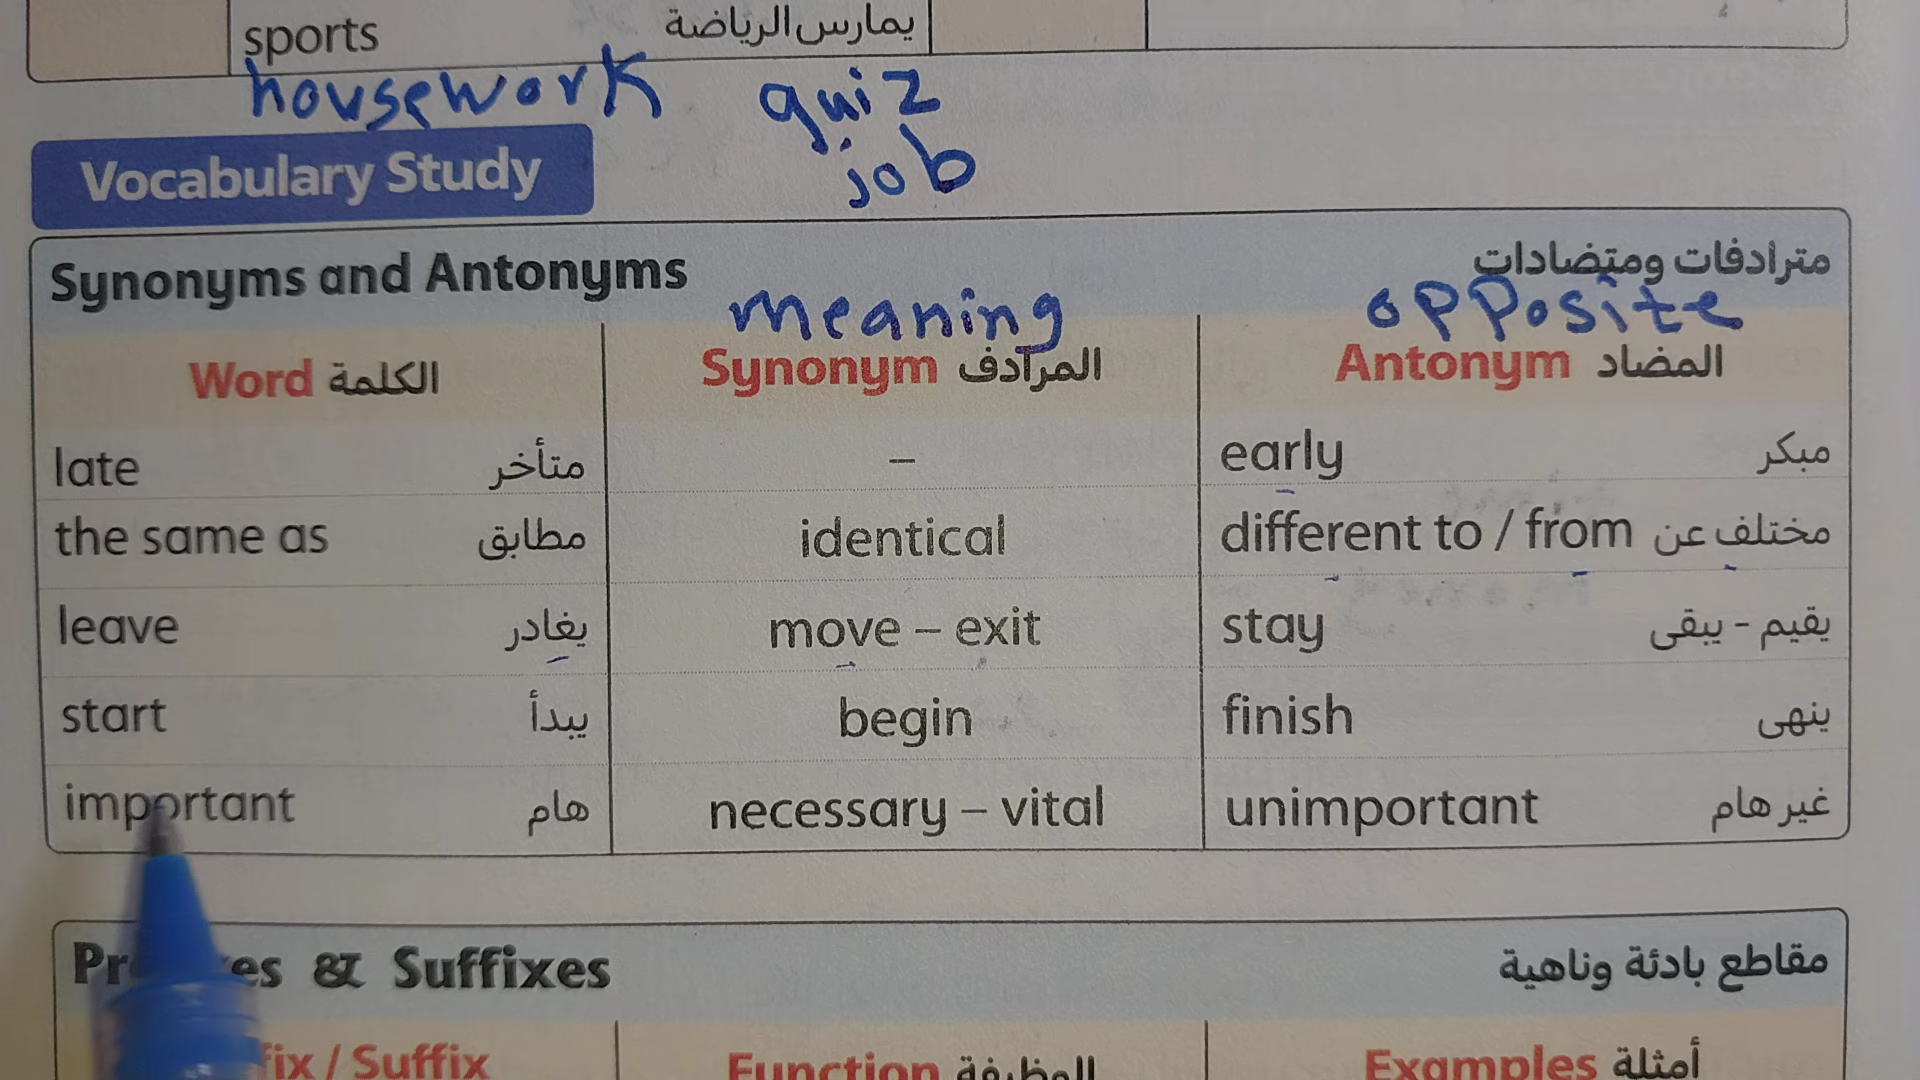 sports يمارس الرياضة
housework quiz
job
Vocabulary Study
Synonyms and Antonyms مترادفات ومتضادات
meaning opposite
Word الكلمة Synonym المرادف Antonym المضاد
late متأخر – early مبكر
the same as مطابق identical different to / from مختلف عن
leave يغادر move – exit stay يقيم - يبقى
start يبدأ begin finish ينهى
important هام necessary – vital unimportant غير هام
& Suffixes مقاطع بادئة وناهية
/ Suffix Function الوظيفة Examples أمثلة